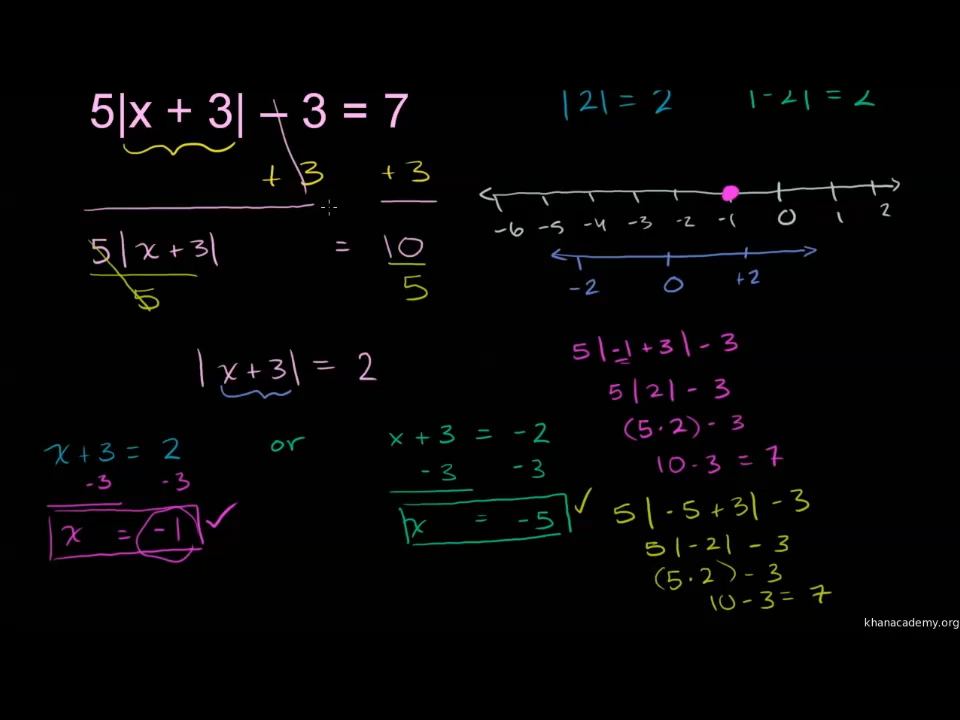 5|x + 3| – 3 = 7
|2| = 2
|-2| = 2
+ 3 + 3
-6 -5 -4 -3 -2 -1 0 1 2
5|x+3| = 10
5 5
-2 0 +2
|x+3| = 2
5|-1+3| - 3
5|2| - 3
(5·2) - 3
10-3 = 7
x+3 = 2
-3 -3
x = -1
or
x+3 = -2
-3 -3
x = -5
5|-5+3| - 3
5|-2| - 3
(5·2) - 3
10-3 = 7
khanacademy.org